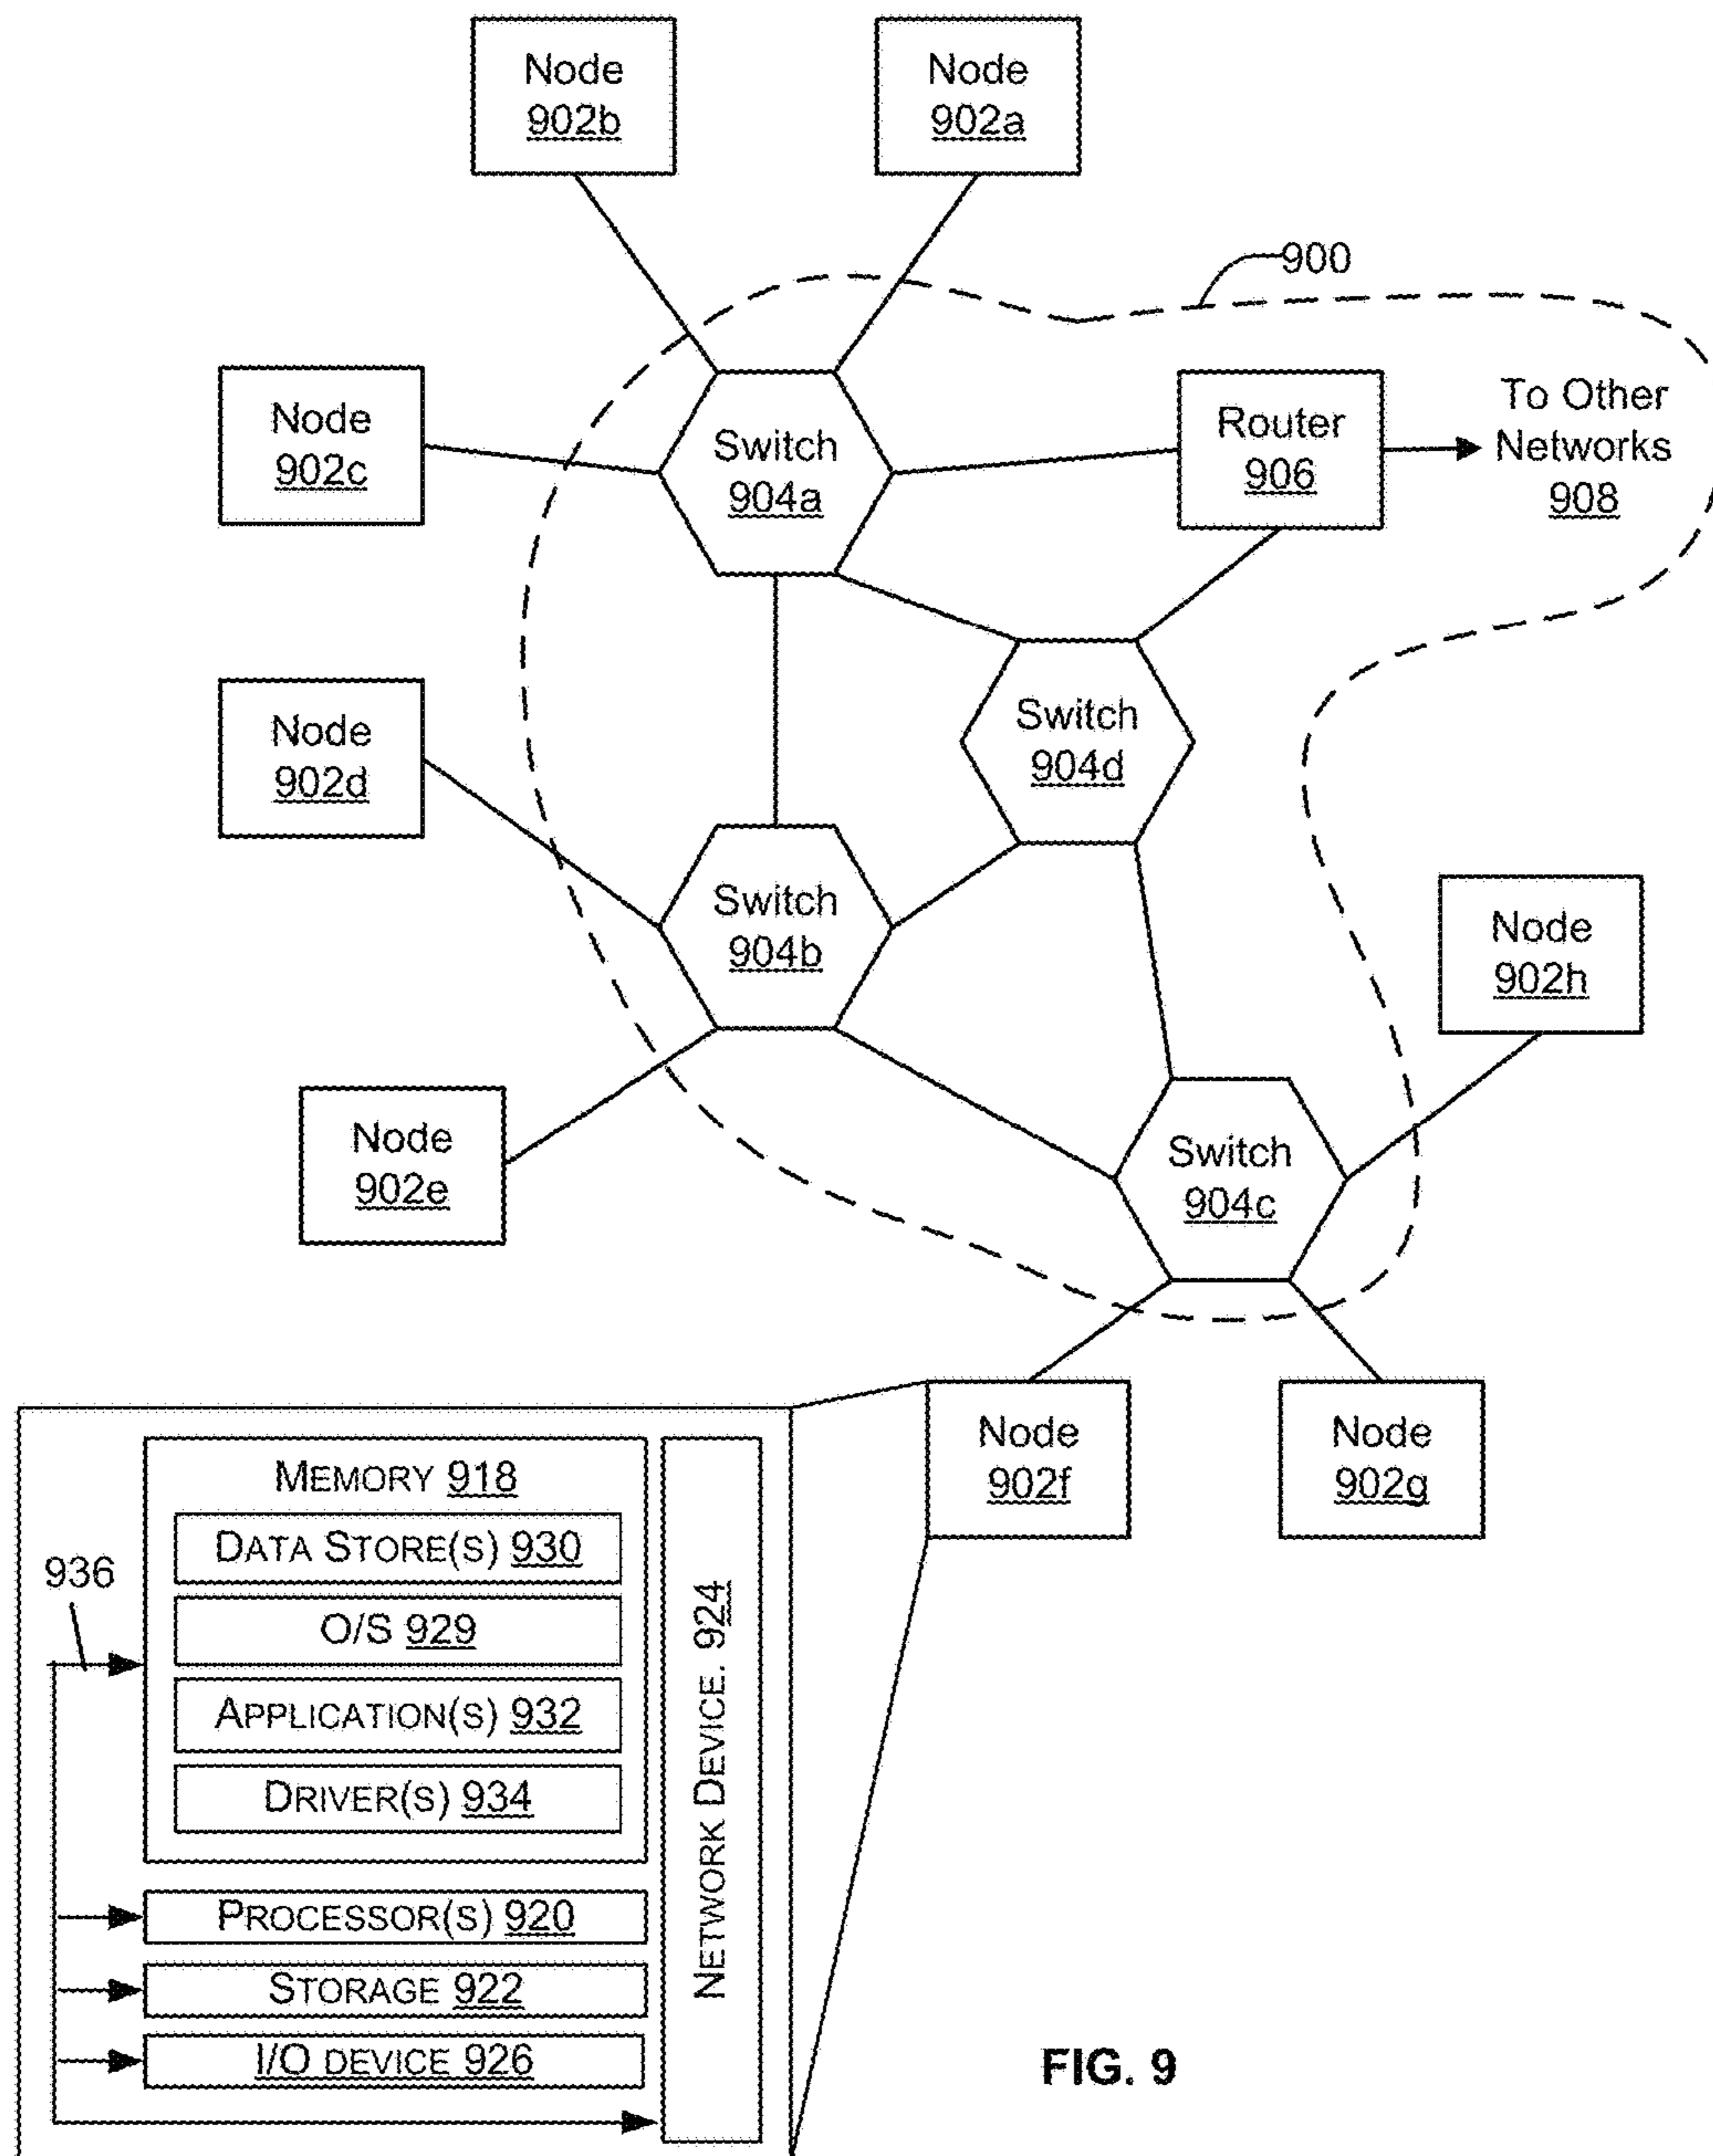 Node
902b
Node
902a
900
Node
902c
Switch
904a
Router
906
To Other
Networks
908
Node
902d
Switch
904d
Switch
904b
Node
902h
Node
902e
Switch
904c
Node
902f
Node
902g
MEMORY 918
DATA STORE(S) 930
936
O/S 929
APPLICATION(S) 932
DRIVER(S) 934
NETWORK DEVICE. 924
PROCESSOR(S) 920
STORAGE 922
I/O DEVICE 926
FIG. 9